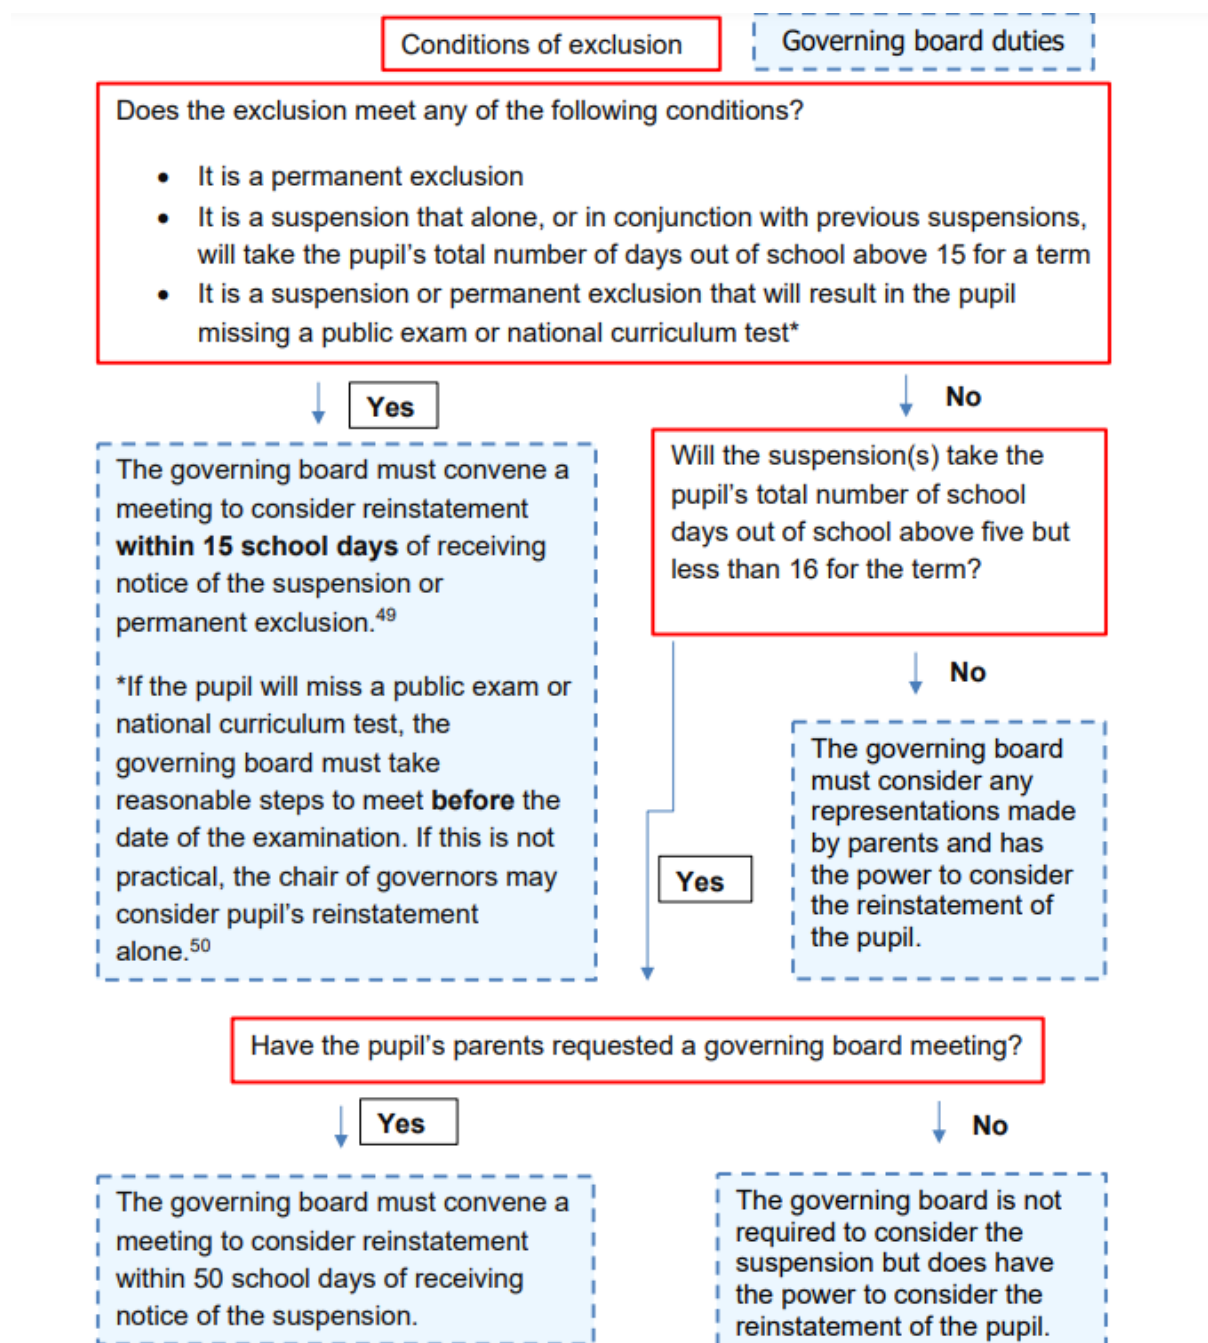 Conditions of exclusion
Governing board duties
Does the exclusion meet any of the following conditions?
• It is a permanent exclusion
• It is a suspension that alone, or in conjunction with previous suspensions,
will take the pupil’s total number of days out of school above 15 for a term
• It is a suspension or permanent exclusion that will result in the pupil
missing a public exam or national curriculum test*
Yes
No
The governing board must convene a
meeting to consider reinstatement
within 15 school days of receiving
notice of the suspension or
permanent exclusion.49
*If the pupil will miss a public exam or
national curriculum test, the
governing board must take
reasonable steps to meet before the
date of the examination. If this is not
practical, the chair of governors may
consider pupil’s reinstatement
alone.50
Will the suspension(s) take the
pupil’s total number of school
days out of school above five but
less than 16 for the term?
No
The governing board
must consider any
representations made
by parents and has
the power to consider
the reinstatement of
the pupil.
Yes
Have the pupil’s parents requested a governing board meeting?
Yes
No
The governing board must convene a
meeting to consider reinstatement
within 50 school days of receiving
notice of the suspension.
The governing board is not
required to consider the
suspension but does have
the power to consider the
reinstatement of the pupil.